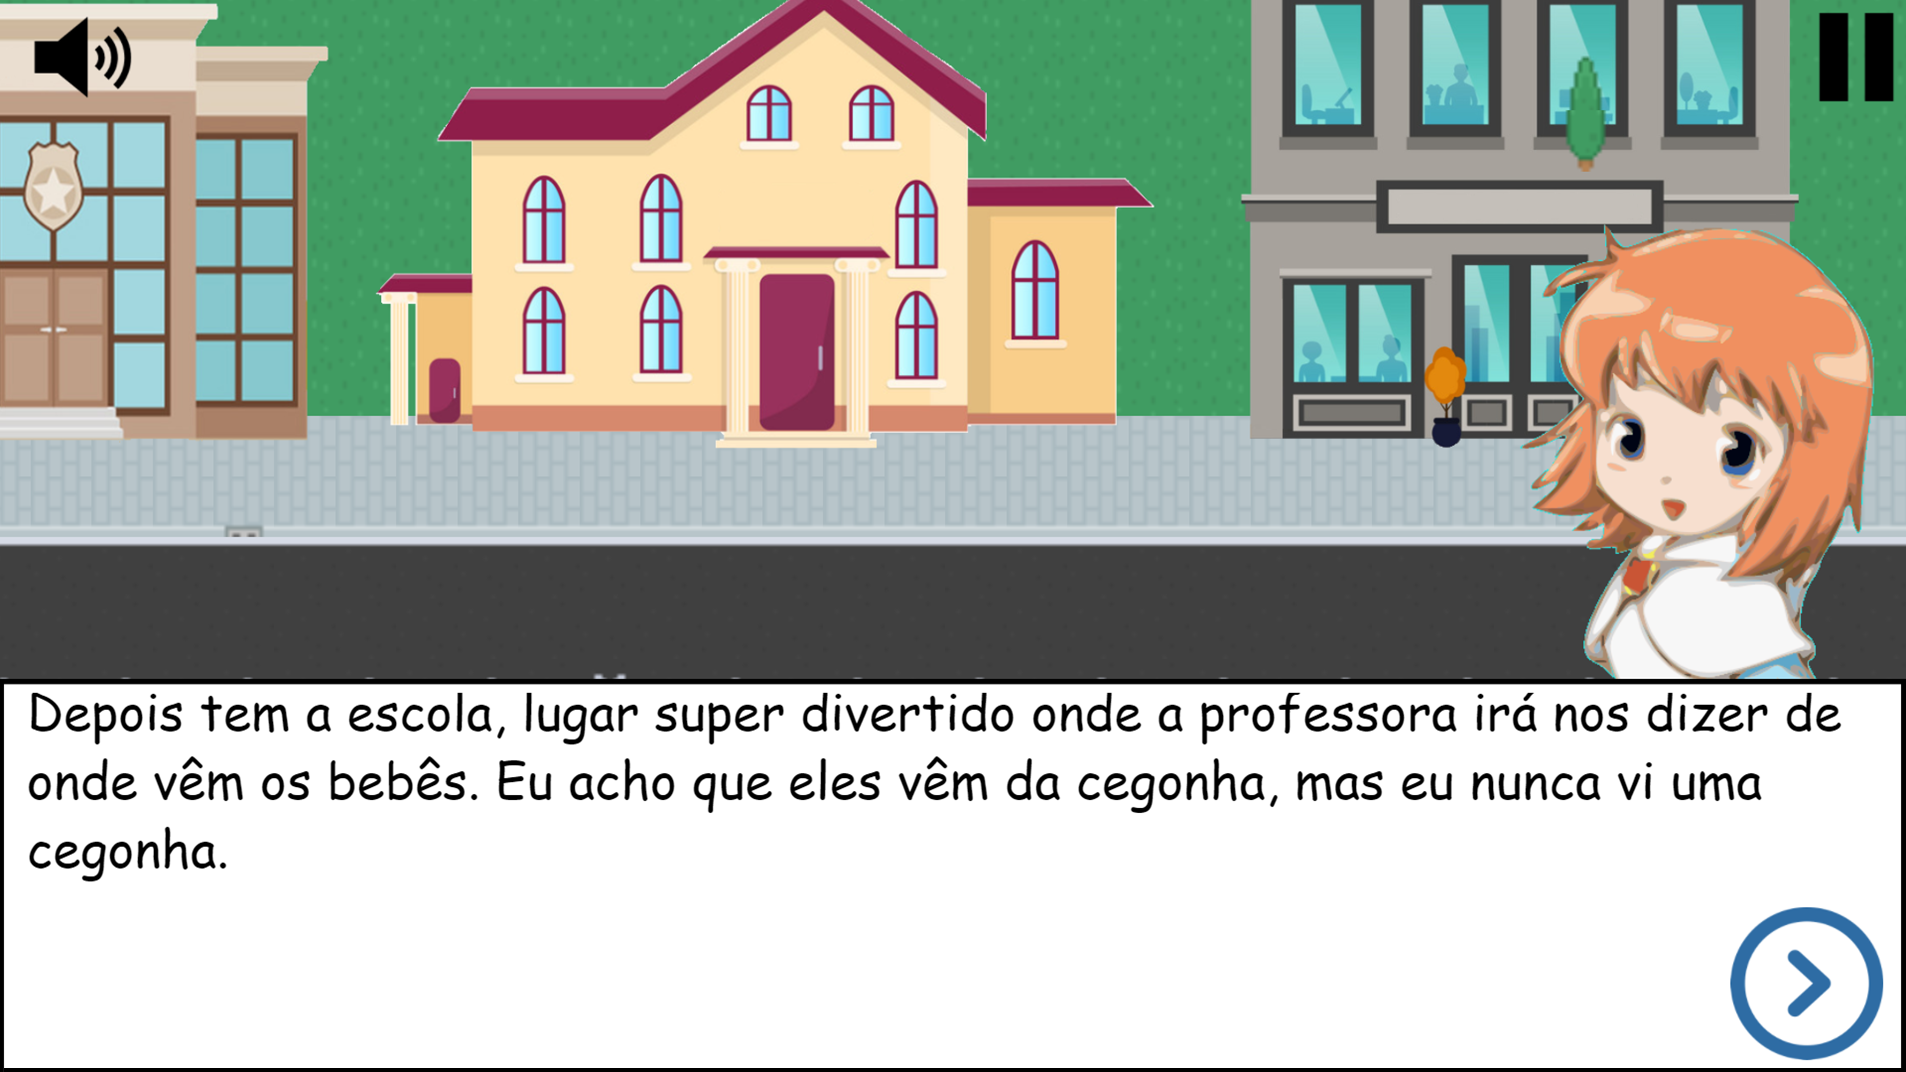 Depois tem a escola, lugar super divertido onde a professora irá nos dizer de
onde vêm os bebês. Eu acho que eles vêm da cegonha, mas eu nunca vi uma
cegonha.